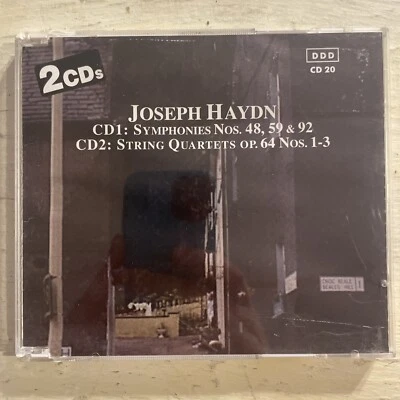 2CDs
DDD
CD 20
JOSEPH HAYDN
CD1: SYMPHONIES NOS. 48, 59 & 92
CD2: STRING QUARTETS OP. 64 NOS. 1-3